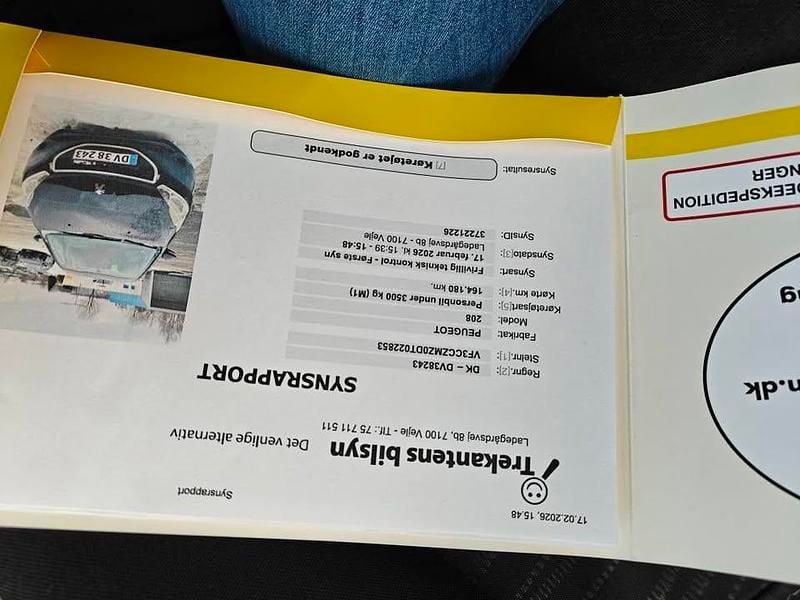 17.02.2026, 15.48
Synsrapport
Trekantens bilsyn Det venlige alternativ
Ladegårdsvej 8b, 7100 Vejle - Tlf.: 75 711 511
SYNSRAPPORT
Regnr.[2]: DK - DV38243
Stelnr.[1]: VF3CCZMZ0DT022853
Fabrikat: PEUGEOT
Model: 208
Køretøjsart[5]: Personbil under 3500 kg (M1)
Kørte km.[4]: 164.180 km.
Synsart: Frivillig teknisk kontrol - Første syn
Synsdato[3]: 17. februar 2026 kl. 15:39 - 15:48
Ladegårdsvej 8b - 7100 Vejle
SynsID: 37221226
Synsresultat: [7] Køretøjet er godkendt
DV 38 243
n.dk
g
DEEKSPEDITION
NGER